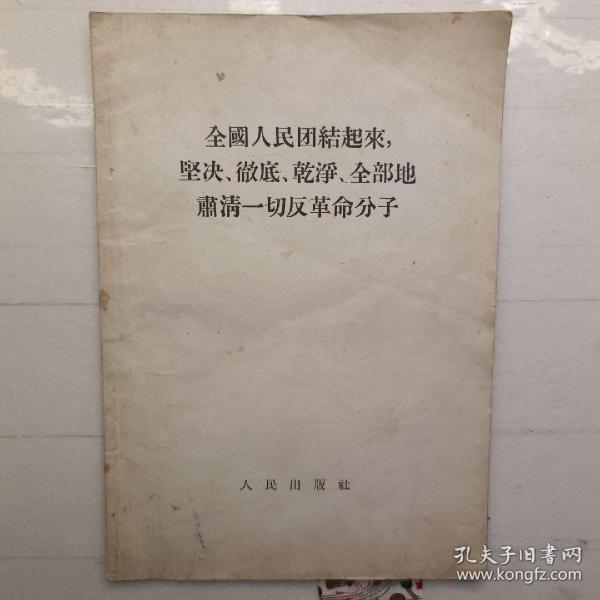 全國人民团結起來，
堅决、徹底、乾淨、全部地
肅清一切反革命分子
人民出版社
孔夫子旧書网
www.kongfz.com